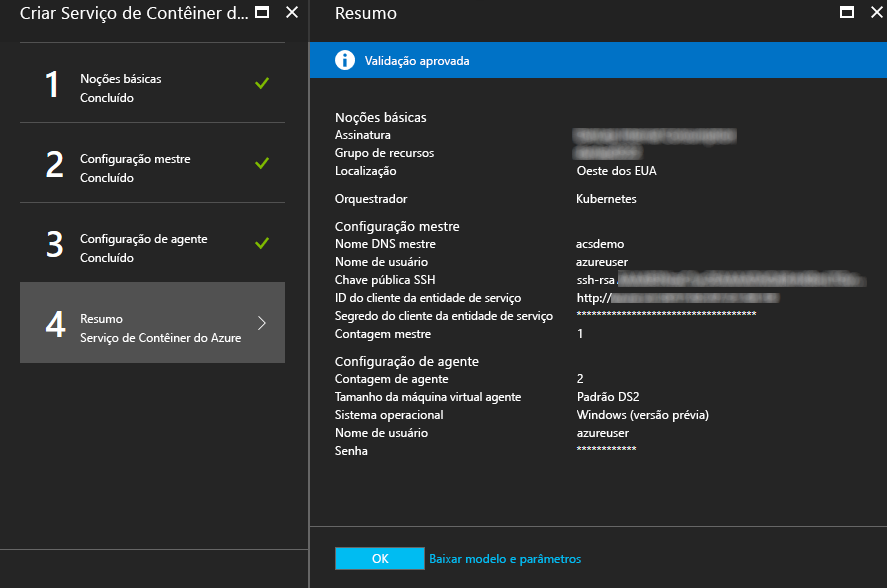 Criar Serviço de Contêiner d...
1
Noções básicas
Concluído
2
Configuração mestre
Concluído
3
Configuração de agente
Concluído
4
Resumo
Serviço de Contêiner do Azure
Resumo
Validação aprovada
Noções básicas
Assinatura
Grupo de recursos
Localização Oeste dos EUA
Orquestrador Kubernetes
Configuração mestre
Nome DNS mestre acsdemo
Nome de usuário azureuser
Chave pública SSH ssh-rsa
ID do cliente da entidade de serviço http://
Segredo do cliente da entidade de serviço ************************************
Contagem mestre 1
Configuração de agente
Contagem de agente 2
Tamanho da máquina virtual agente Padrão DS2
Sistema operacional Windows (versão prévia)
Nome de usuário azureuser
Senha ************
OK Baixar modelo e parâmetros